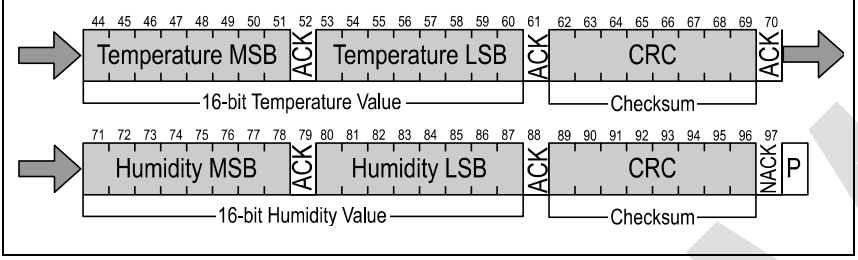 44 45 46 47 48 49 50 51 52 53 54 55 56 57 58 59 60 61 62 63 64 65 66 67 68 69 70
Temperature MSB ACK Temperature LSB ACK CRC ACK
16-bit Temperature Value Checksum
71 72 73 74 75 76 77 78 79 80 81 82 83 84 85 86 87 88 89 90 91 92 93 94 95 96 97
Humidity MSB ACK Humidity LSB ACK CRC NACK P
16-bit Humidity Value Checksum